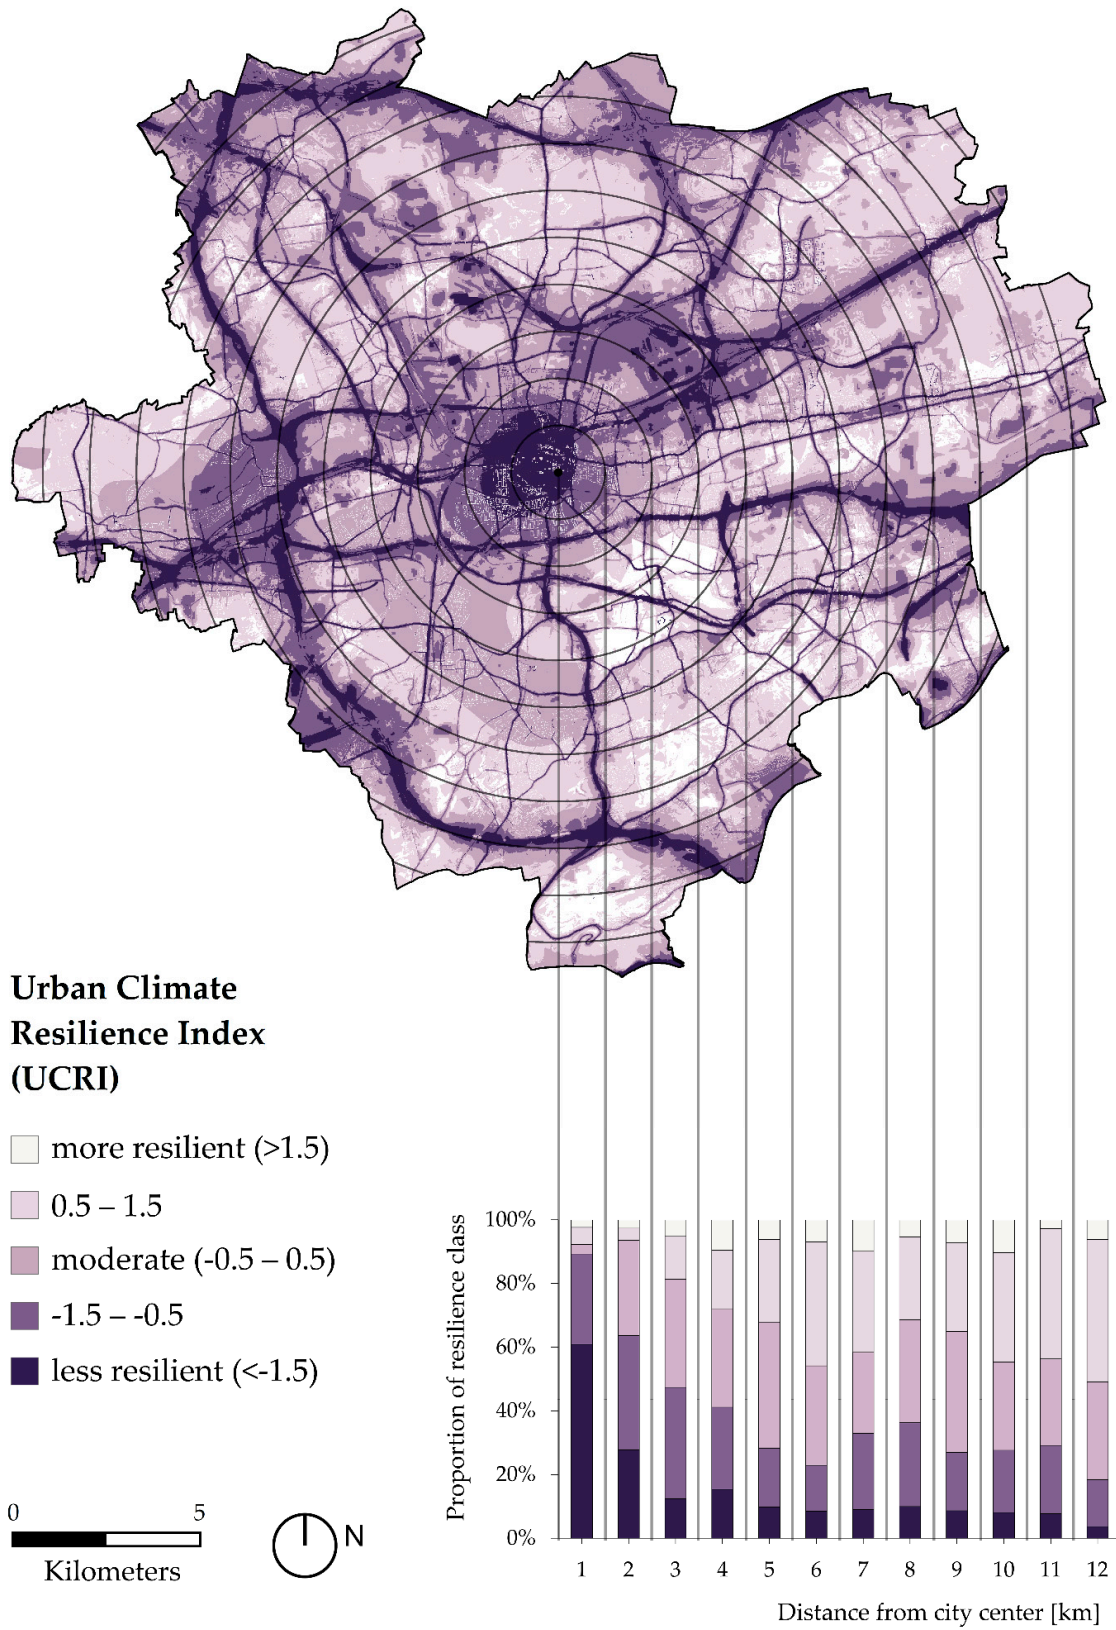 Urban Climate
Resilience Index
(UCRI)
more resilient (>1.5)
0.5 – 1.5
moderate (-0.5 – 0.5)
-1.5 – -0.5
less resilient (<-1.5)
0 5
Kilometers
N
Proportion of resilience class
100%
80%
60%
40%
20%
0%
1 2 3 4 5 6 7 8 9 10 11 12
Distance from city center [km]